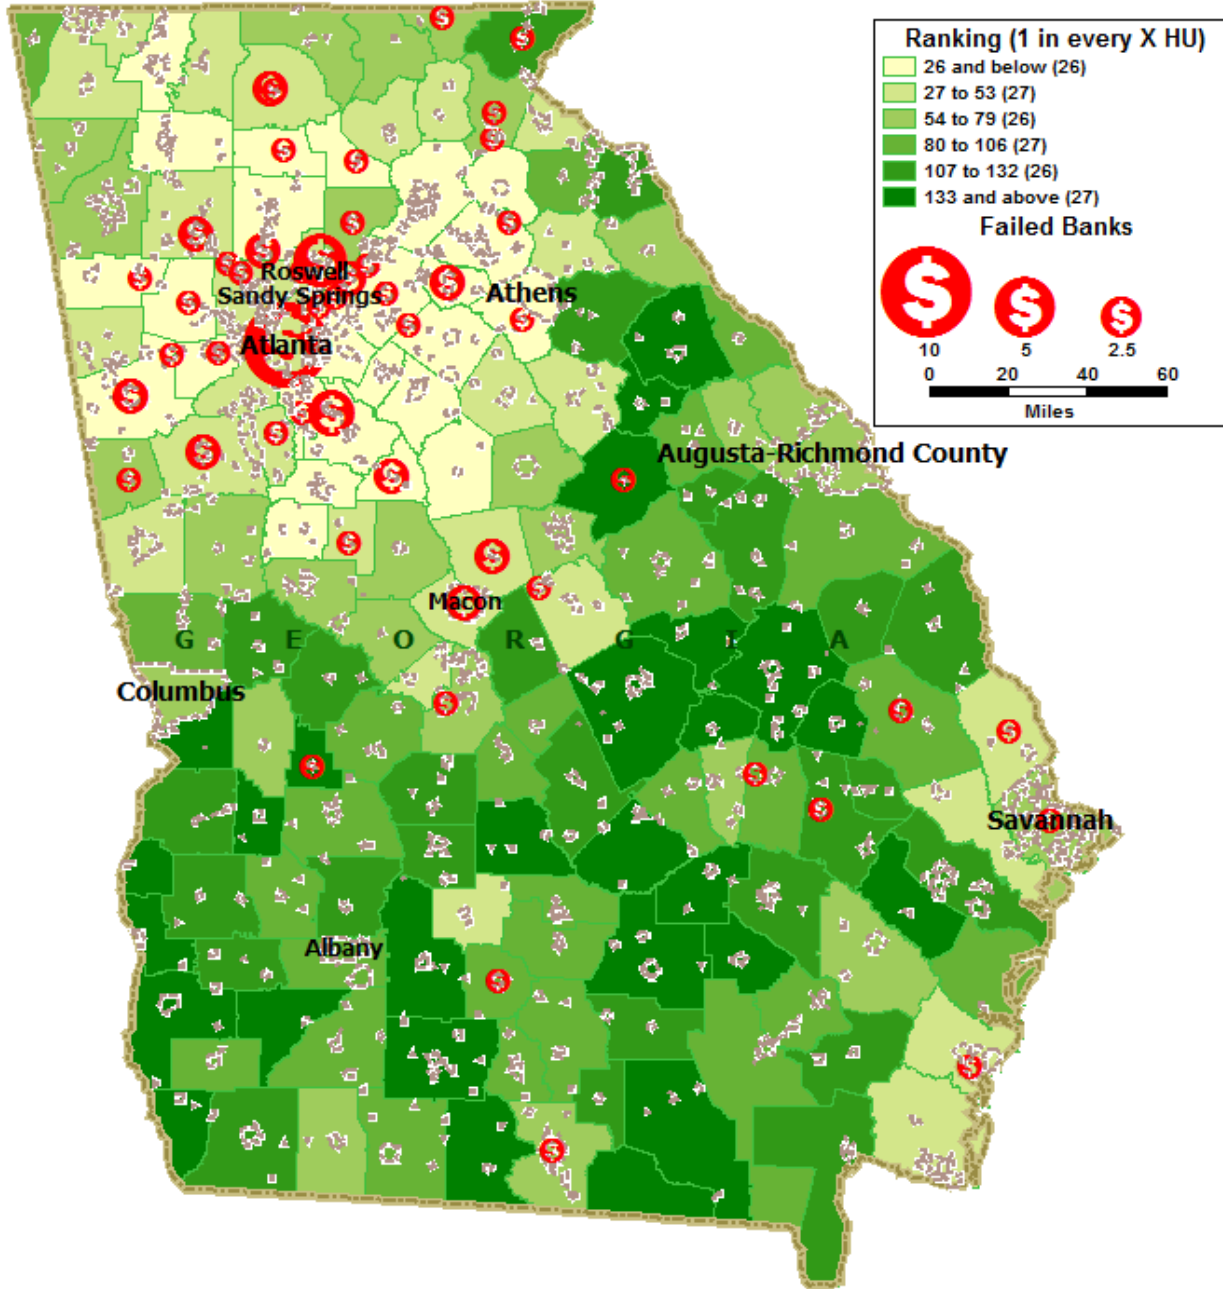 Ranking (1 in every X HU)
26 and below (26)
27 to 53 (27)
54 to 79 (26)
80 to 106 (27)
107 to 132 (26)
133 and above (27)
Failed Banks
$ $ $
10 5 2.5
0 20 40 60
Miles
Roswell
Sandy Springs
Athens
Atlanta
Augusta-Richmond County
Macon
G E O R G I A
Columbus
Savannah
Albany